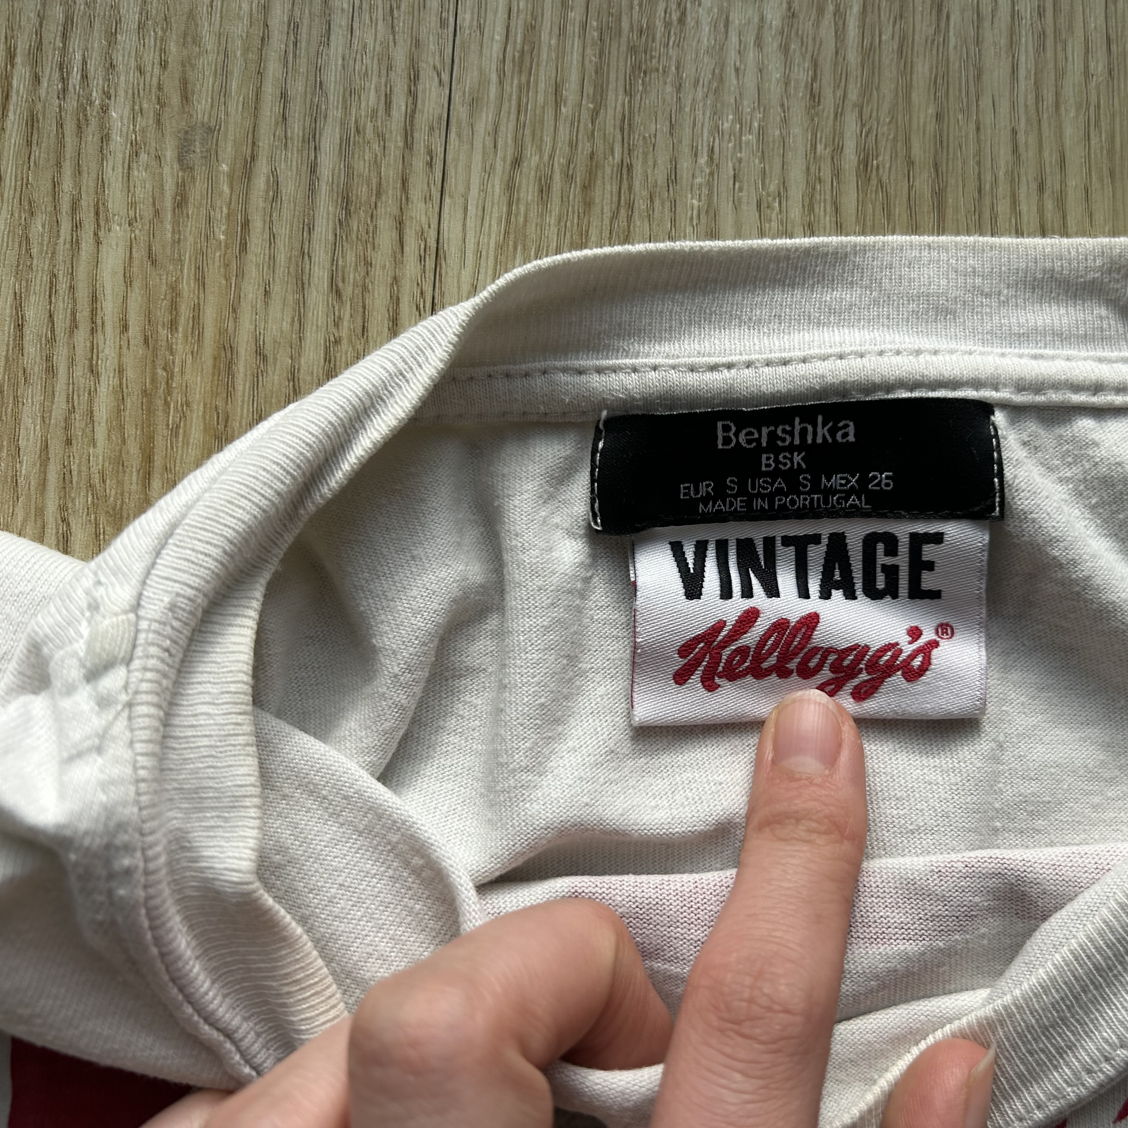 Bershka
BSK
EUR S USA S MEX 26
MADE IN PORTUGAL
VINTAGE
Kellogg's®